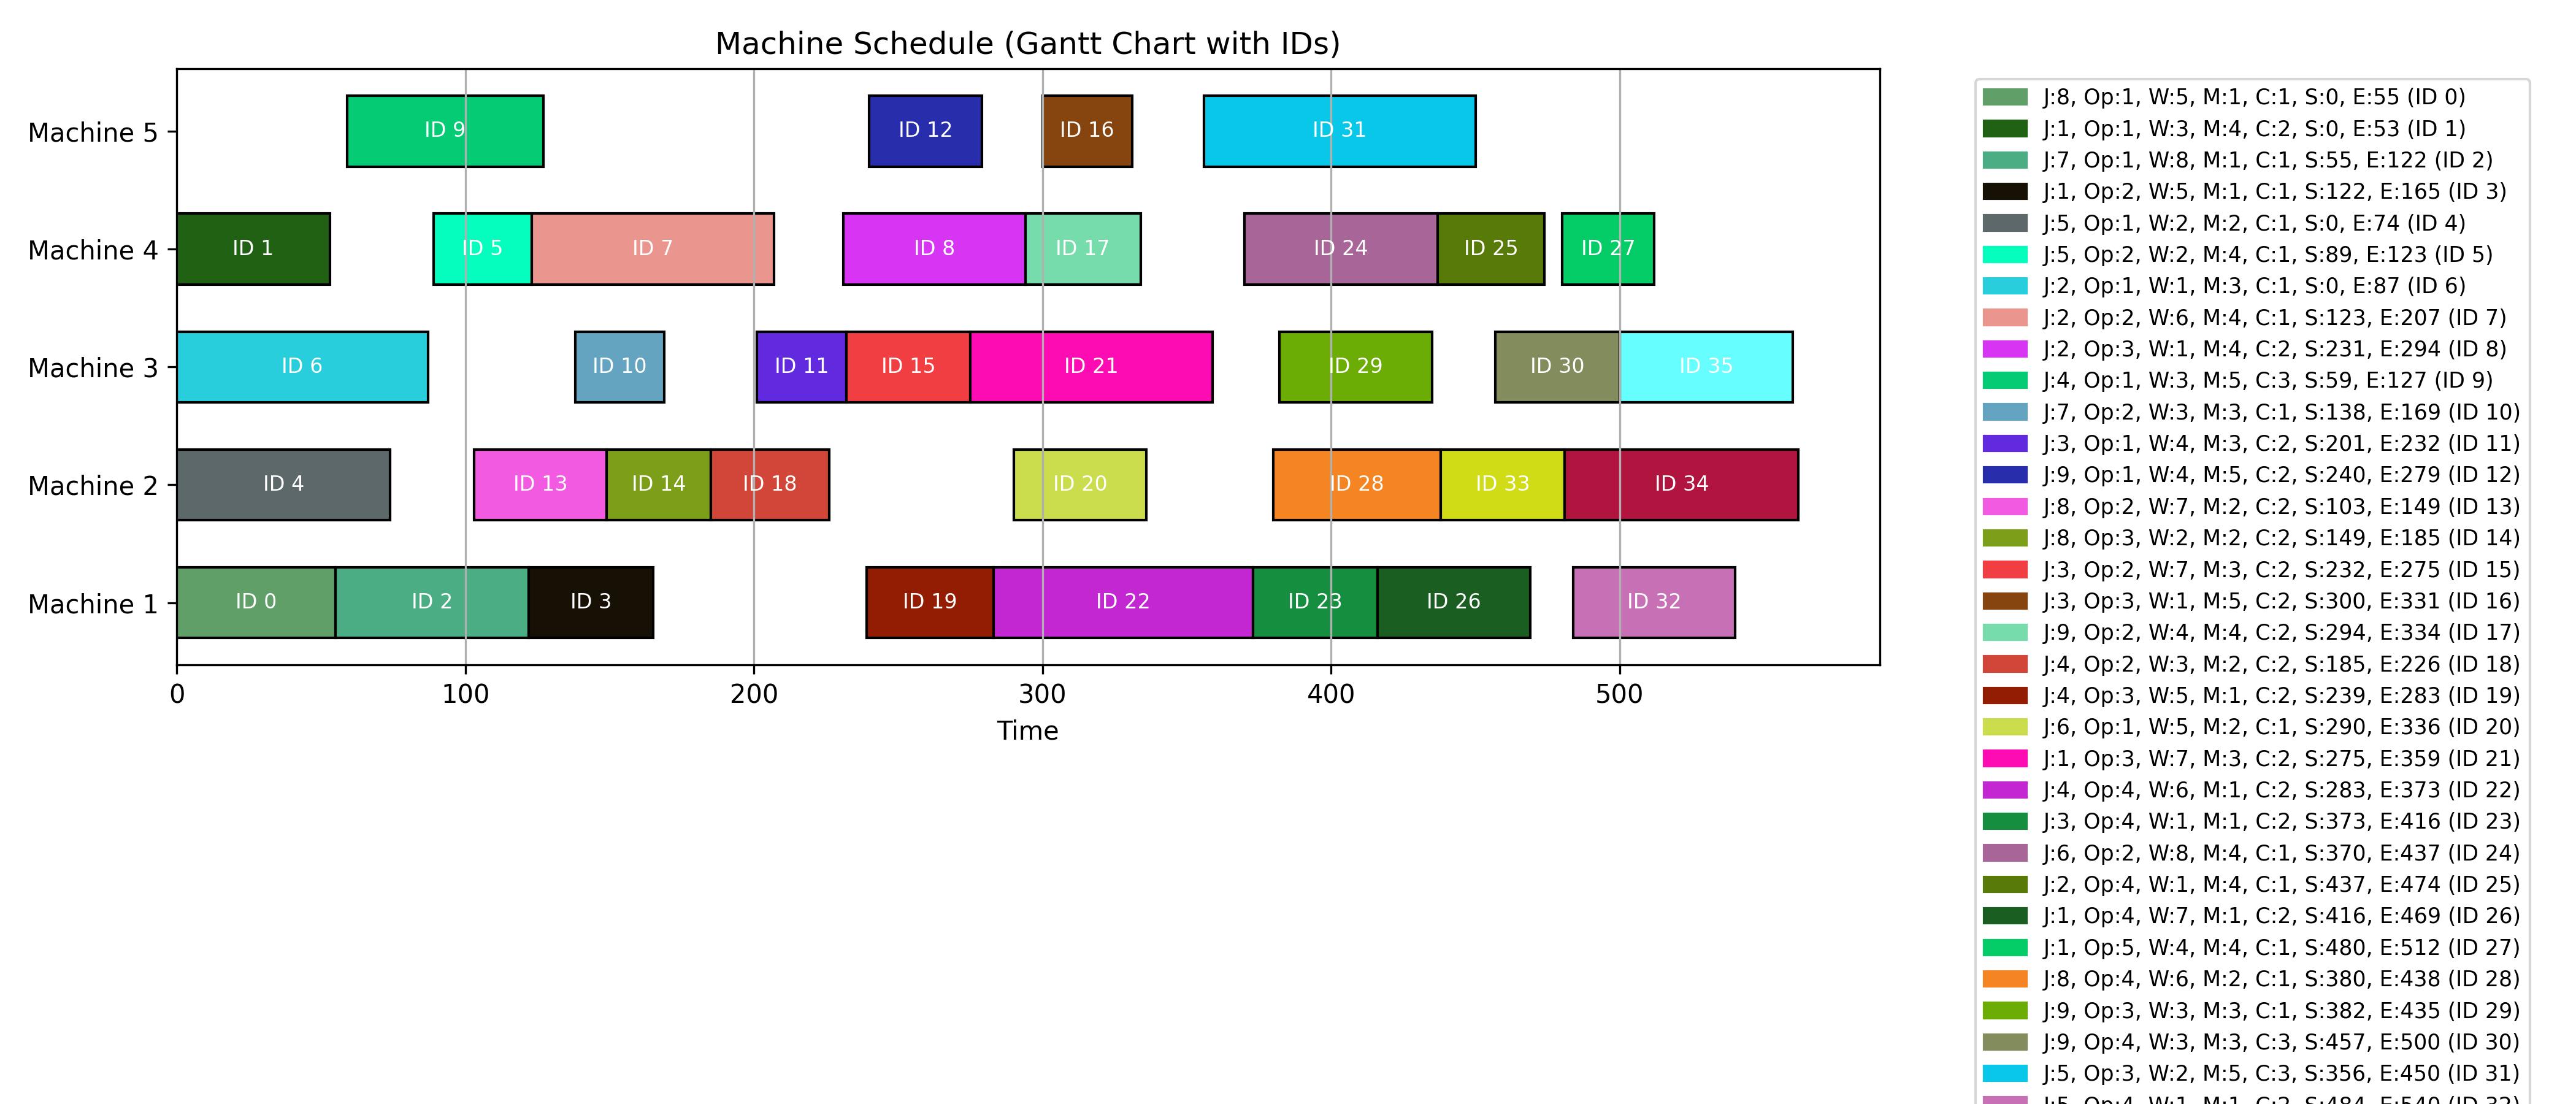 Machine Schedule (Gantt Chart with IDs)
Machine 5
ID 9
ID 12
ID 16
ID 31
Machine 4
ID 1
ID 5
ID 7
ID 8
ID 17
ID 24
ID 25
ID 27
Machine 3
ID 6
ID 10
ID 11
ID 15
ID 21
ID 29
ID 30
ID 35
Machine 2
ID 4
ID 13
ID 14
ID 18
ID 20
ID 28
ID 33
ID 34
Machine 1
ID 0
ID 2
ID 3
ID 19
ID 22
ID 23
ID 26
ID 32
0 100 200 300 400 500
Time
J:8, Op:1, W:5, M:1, C:1, S:0, E:55 (ID 0)
J:1, Op:1, W:3, M:4, C:2, S:0, E:53 (ID 1)
J:7, Op:1, W:8, M:1, C:1, S:55, E:122 (ID 2)
J:1, Op:2, W:5, M:1, C:1, S:122, E:165 (ID 3)
J:5, Op:1, W:2, M:2, C:1, S:0, E:74 (ID 4)
J:5, Op:2, W:2, M:4, C:1, S:89, E:123 (ID 5)
J:2, Op:1, W:1, M:3, C:1, S:0, E:87 (ID 6)
J:2, Op:2, W:6, M:4, C:1, S:123, E:207 (ID 7)
J:2, Op:3, W:1, M:4, C:2, S:231, E:294 (ID 8)
J:4, Op:1, W:3, M:5, C:3, S:59, E:127 (ID 9)
J:7, Op:2, W:3, M:3, C:1, S:138, E:169 (ID 10)
J:3, Op:1, W:4, M:3, C:2, S:201, E:232 (ID 11)
J:9, Op:1, W:4, M:5, C:2, S:240, E:279 (ID 12)
J:8, Op:2, W:7, M:2, C:2, S:103, E:149 (ID 13)
J:8, Op:3, W:2, M:2, C:2, S:149, E:185 (ID 14)
J:3, Op:2, W:7, M:3, C:2, S:232, E:275 (ID 15)
J:3, Op:3, W:1, M:5, C:2, S:300, E:331 (ID 16)
J:9, Op:2, W:4, M:4, C:2, S:294, E:334 (ID 17)
J:4, Op:2, W:3, M:2, C:2, S:185, E:226 (ID 18)
J:4, Op:3, W:5, M:1, C:2, S:239, E:283 (ID 19)
J:6, Op:1, W:5, M:2, C:1, S:290, E:336 (ID 20)
J:1, Op:3, W:7, M:3, C:2, S:275, E:359 (ID 21)
J:4, Op:4, W:6, M:1, C:2, S:283, E:373 (ID 22)
J:3, Op:4, W:1, M:1, C:2, S:373, E:416 (ID 23)
J:6, Op:2, W:8, M:4, C:1, S:370, E:437 (ID 24)
J:2, Op:4, W:1, M:4, C:1, S:437, E:474 (ID 25)
J:1, Op:4, W:7, M:1, C:2, S:416, E:469 (ID 26)
J:1, Op:5, W:4, M:4, C:1, S:480, E:512 (ID 27)
J:8, Op:4, W:6, M:2, C:1, S:380, E:438 (ID 28)
J:9, Op:3, W:3, M:3, C:1, S:382, E:435 (ID 29)
J:9, Op:4, W:3, M:3, C:3, S:457, E:500 (ID 30)
J:5, Op:3, W:2, M:5, C:3, S:356, E:450 (ID 31)